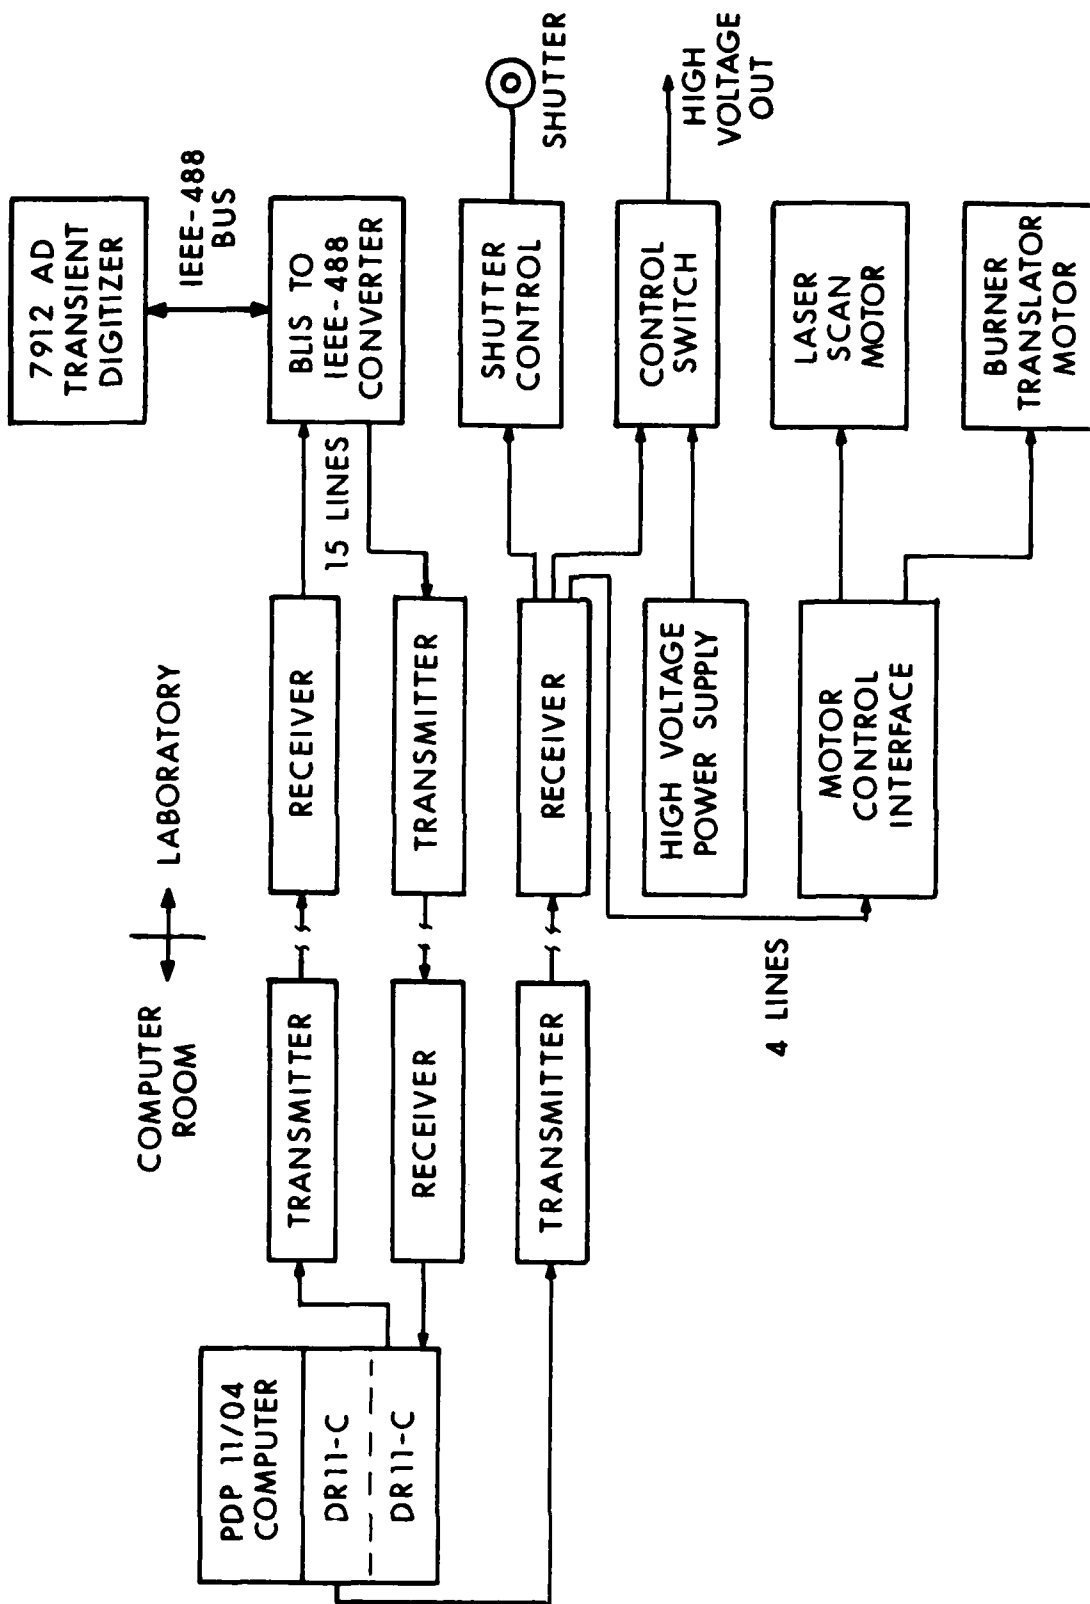 COMPUTER
ROOM
LABORATORY
PDP 11/04
COMPUTER
DR11-C
DR11-C
TRANSMITTER
RECEIVER
TRANSMITTER
RECEIVER
TRANSMITTER
RECEIVER
15 LINES
4 LINES
HIGH VOLTAGE
POWER SUPPLY
MOTOR
CONTROL
INTERFACE
7912 AD
TRANSIENT
DIGITIZER
IEEE-488
BUS
BLIS TO
IEEE-488
CONVERTER
SHUTTER
CONTROL
SHUTTER
CONTROL
SWITCH
HIGH
VOLTAGE
OUT
LASER
SCAN
MOTOR
BURNER
TRANSLATOR
MOTOR